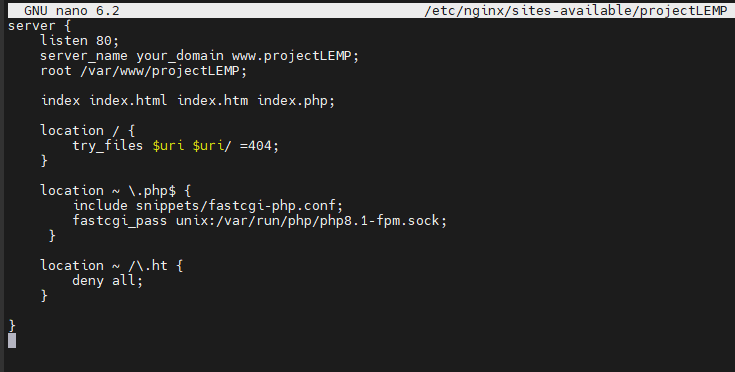 GNU nano 6.2 /etc/nginx/sites-available/projectLEMP
server {
    listen 80;
    server_name your_domain www.projectLEMP;
    root /var/www/projectLEMP;

    index index.html index.htm index.php;

    location / {
        try_files $uri $uri/ =404;
    }

    location ~ \.php$ {
        include snippets/fastcgi-php.conf;
        fastcgi_pass unix:/var/run/php/php8.1-fpm.sock;
     }

    location ~ /\.ht {
        deny all;
    }

}